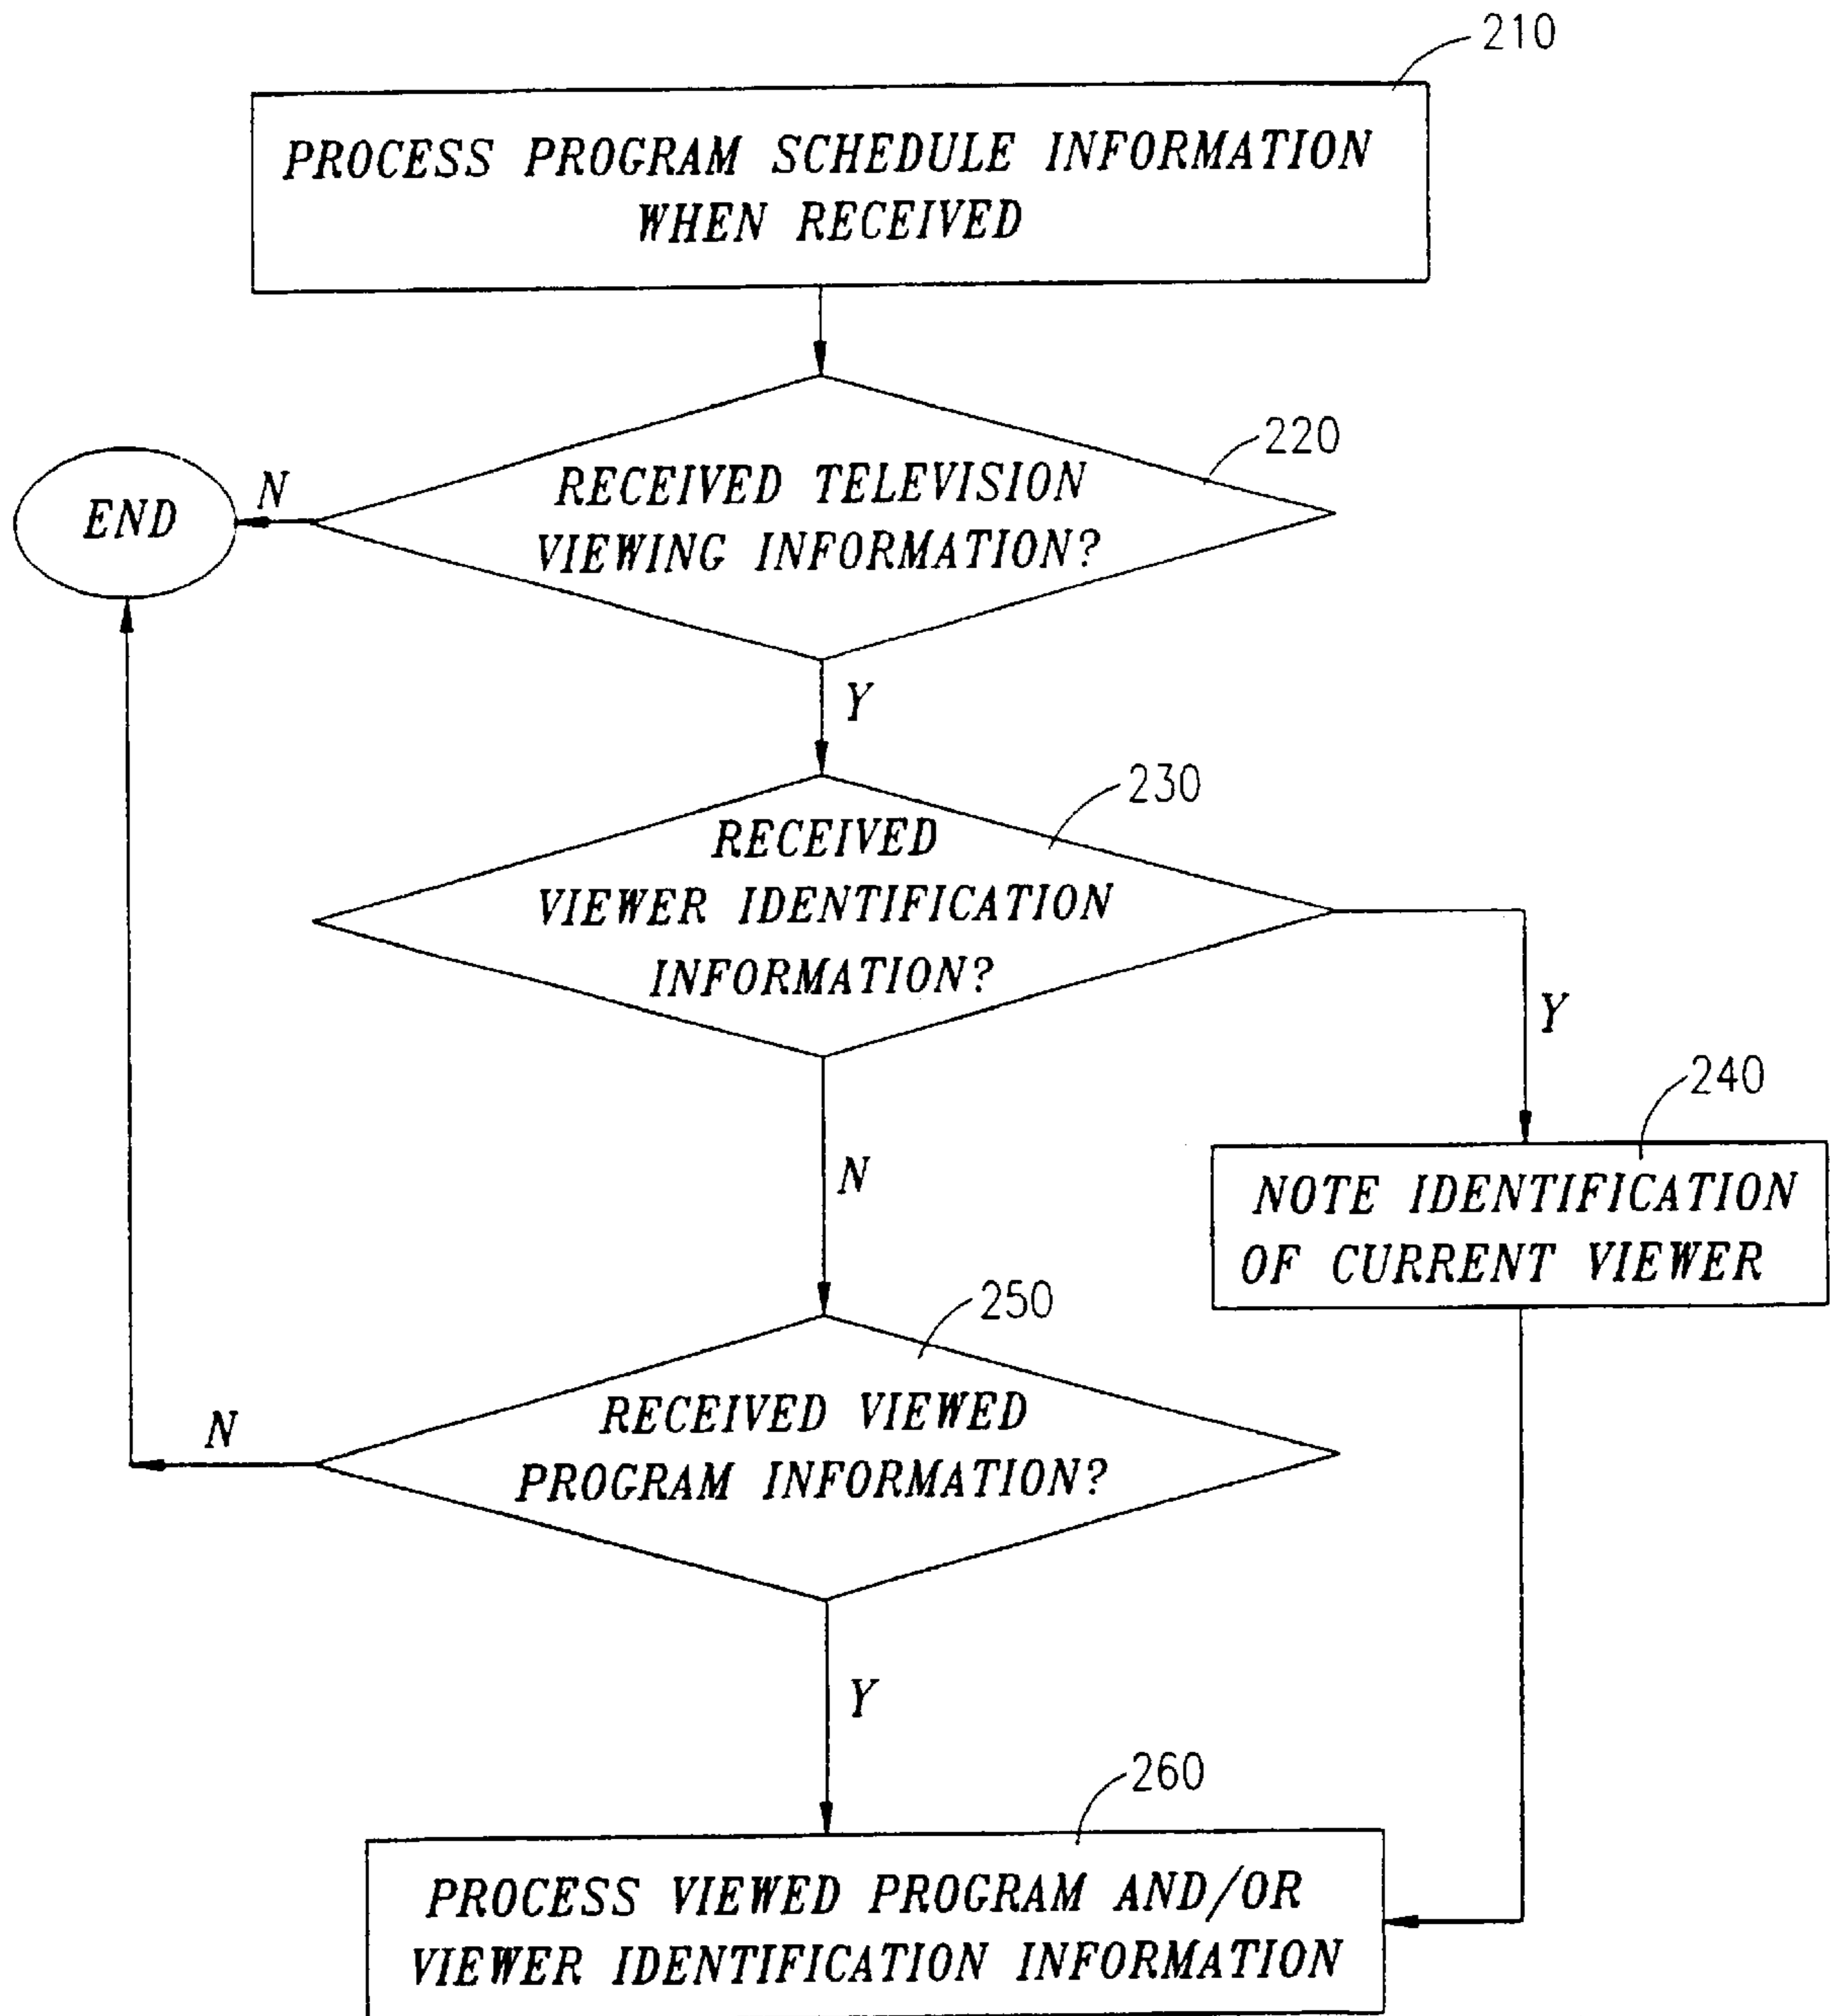 210
PROCESS PROGRAM SCHEDULE INFORMATION
WHEN RECEIVED
220
RECEIVED TELEVISION
VIEWING INFORMATION?
N
END
Y
230
RECEIVED
VIEWER IDENTIFICATION
INFORMATION?
Y
240
NOTE IDENTIFICATION
OF CURRENT VIEWER
N
250
RECEIVED VIEWED
PROGRAM INFORMATION?
N
Y
260
PROCESS VIEWED PROGRAM AND/OR
VIEWER IDENTIFICATION INFORMATION